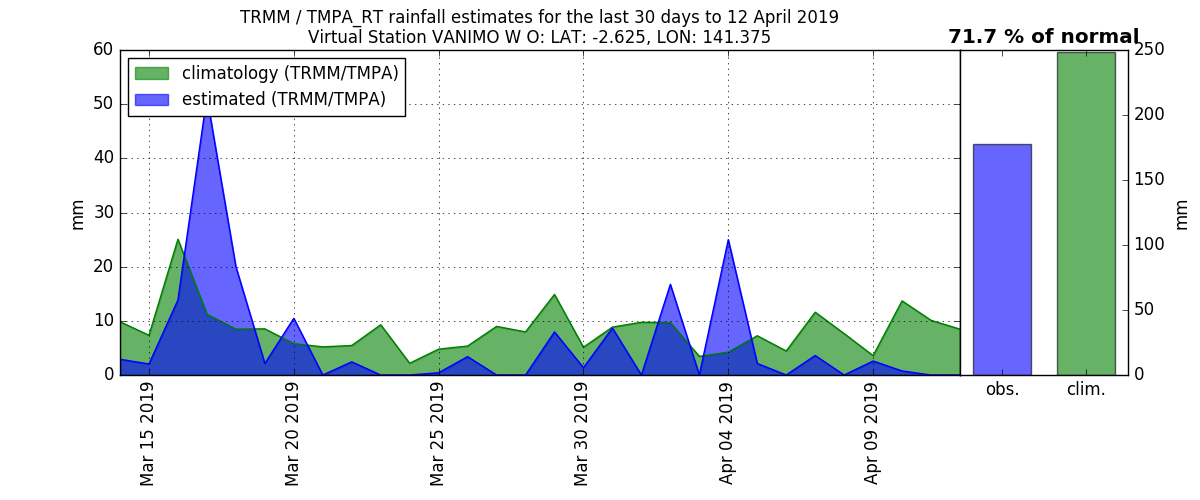 TRMM / TMPA_RT rainfall estimates for the last 30 days to 12 April 2019
Virtual Station VANIMO W O: LAT: -2.625, LON: 141.375
71.7 % of normal
climatology (TRMM/TMPA)
estimated (TRMM/TMPA)
60
50
40
30
20
10
0
mm
Mar 15 2019
Mar 20 2019
Mar 25 2019
Mar 30 2019
Apr 04 2019
Apr 09 2019
obs.
clim.
250
200
150
100
50
0
mm